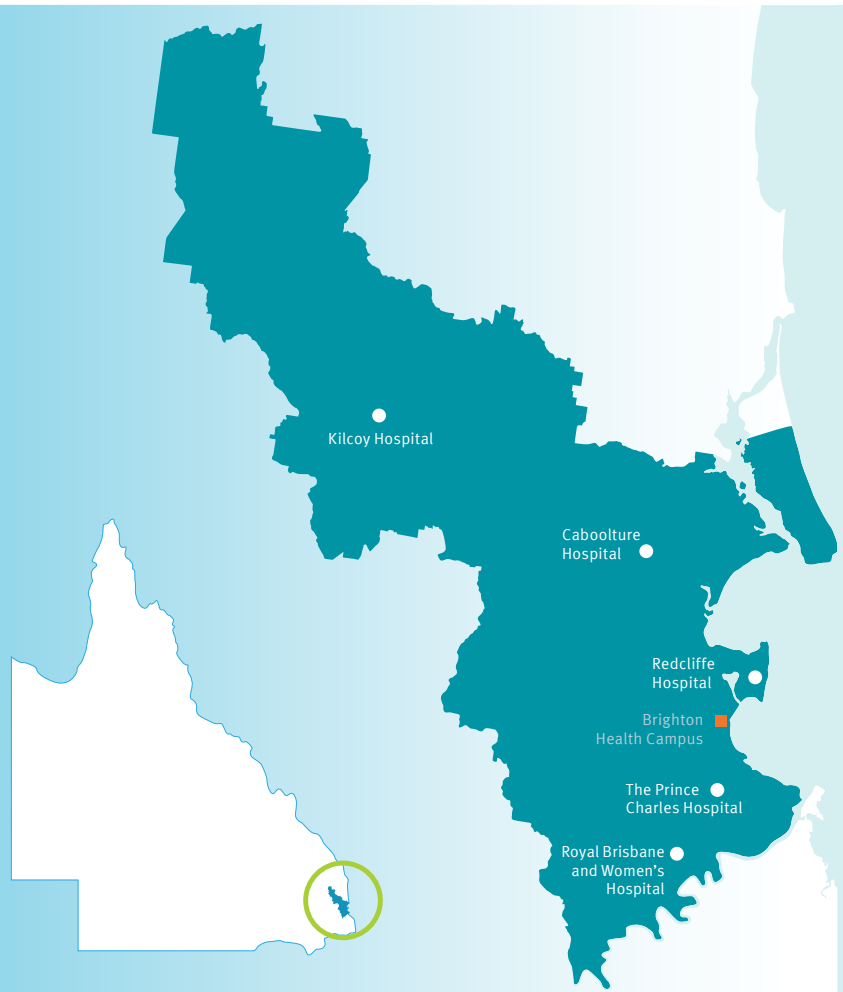 Kilcoy Hospital
Caboolture
Hospital
Redcliffe
Hospital
Brighton
Health Campus
The Prince
Charles Hospital
Royal Brisbane
and Women’s
Hospital